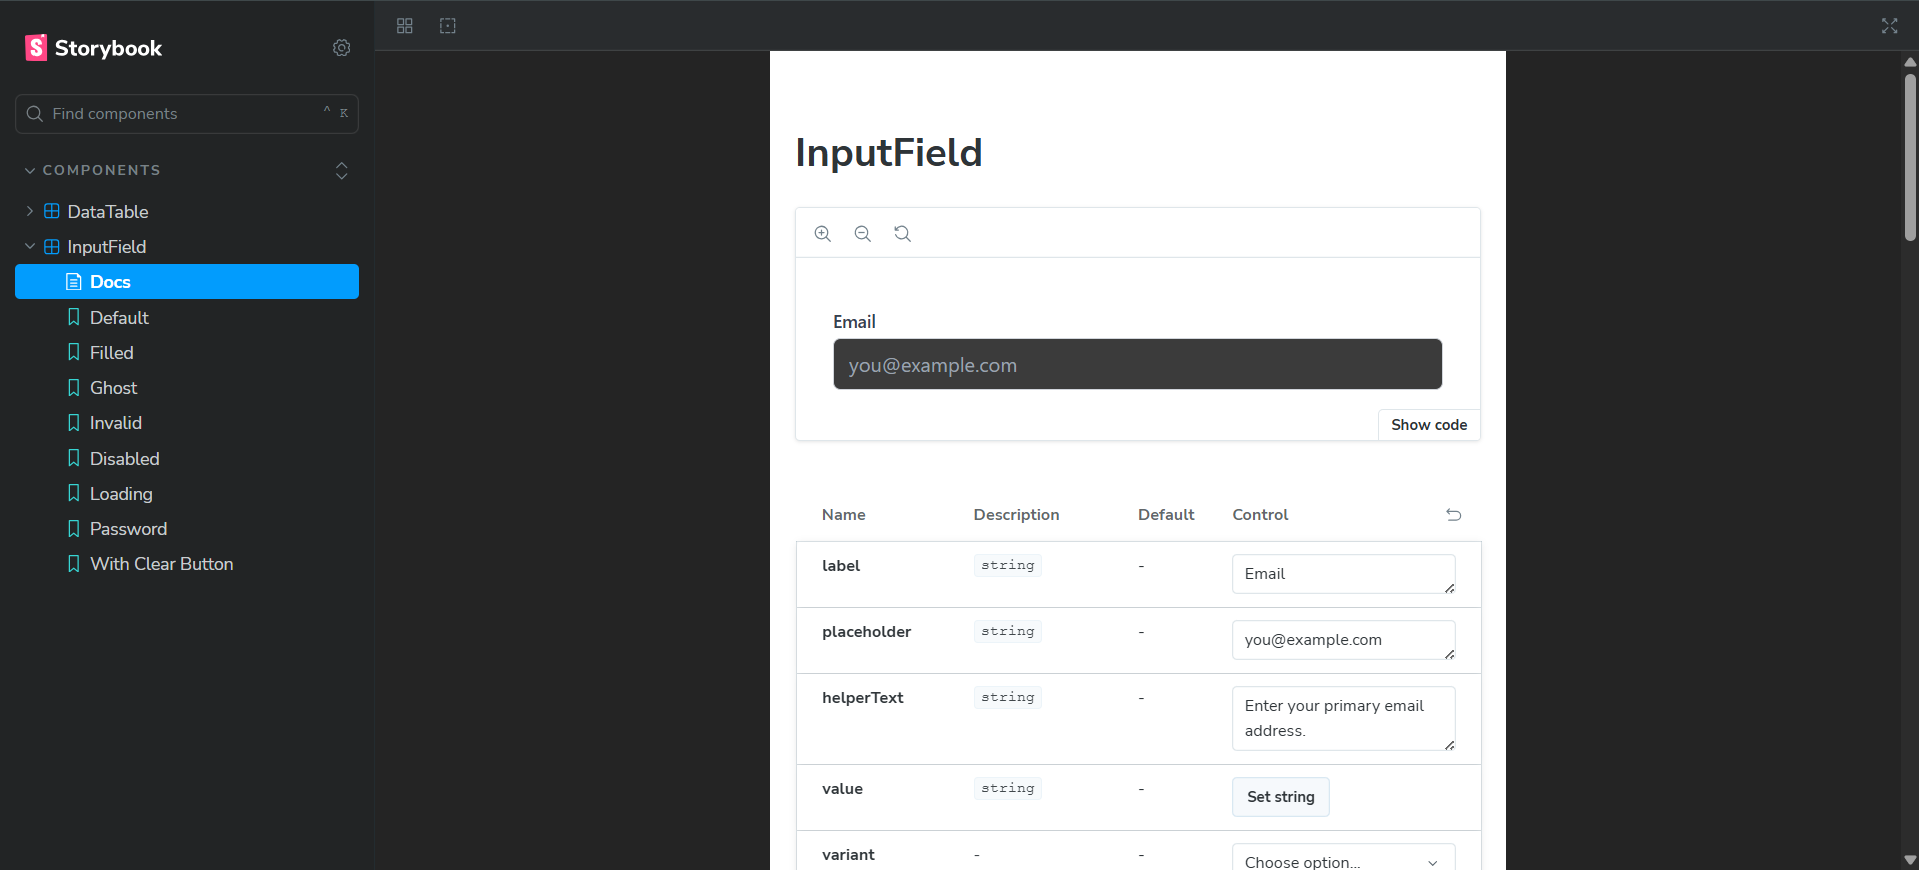 Storybook
Find components
^ K
COMPONENTS
DataTable
InputField
Docs
Default
Filled
Ghost
Invalid
Disabled
Loading
Password
With Clear Button
InputField
Email
you@example.com
Show code
Name Description Default Control
label string - Email
placeholder string - you@example.com
helperText string - Enter your primary email
address.
value string - Set string
variant - - Choose option...